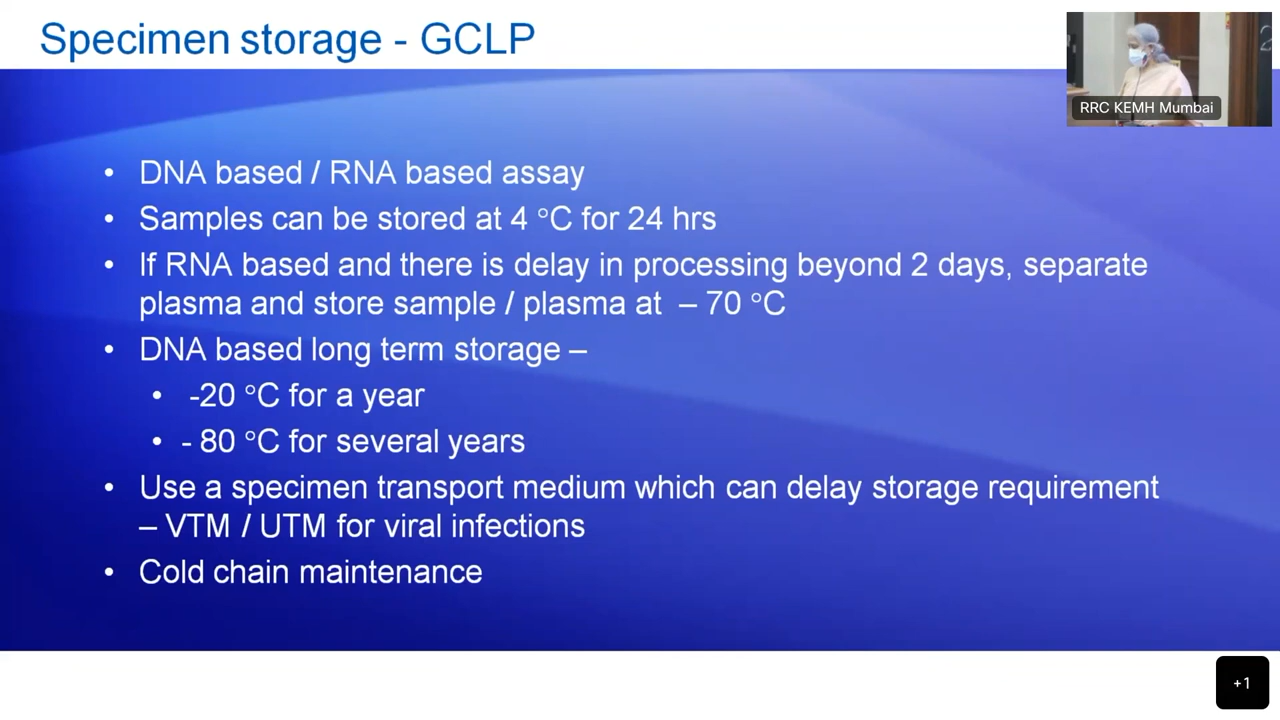 Specimen storage - GCLP
RRC KEMH Mumbai
• DNA based / RNA based assay
• Samples can be stored at 4 °C for 24 hrs
• If RNA based and there is delay in processing beyond 2 days, separate
plasma and store sample / plasma at – 70 °C
• DNA based long term storage –
• -20 °C for a year
• - 80 °C for several years
• Use a specimen transport medium which can delay storage requirement
– VTM / UTM for viral infections
• Cold chain maintenance
+1